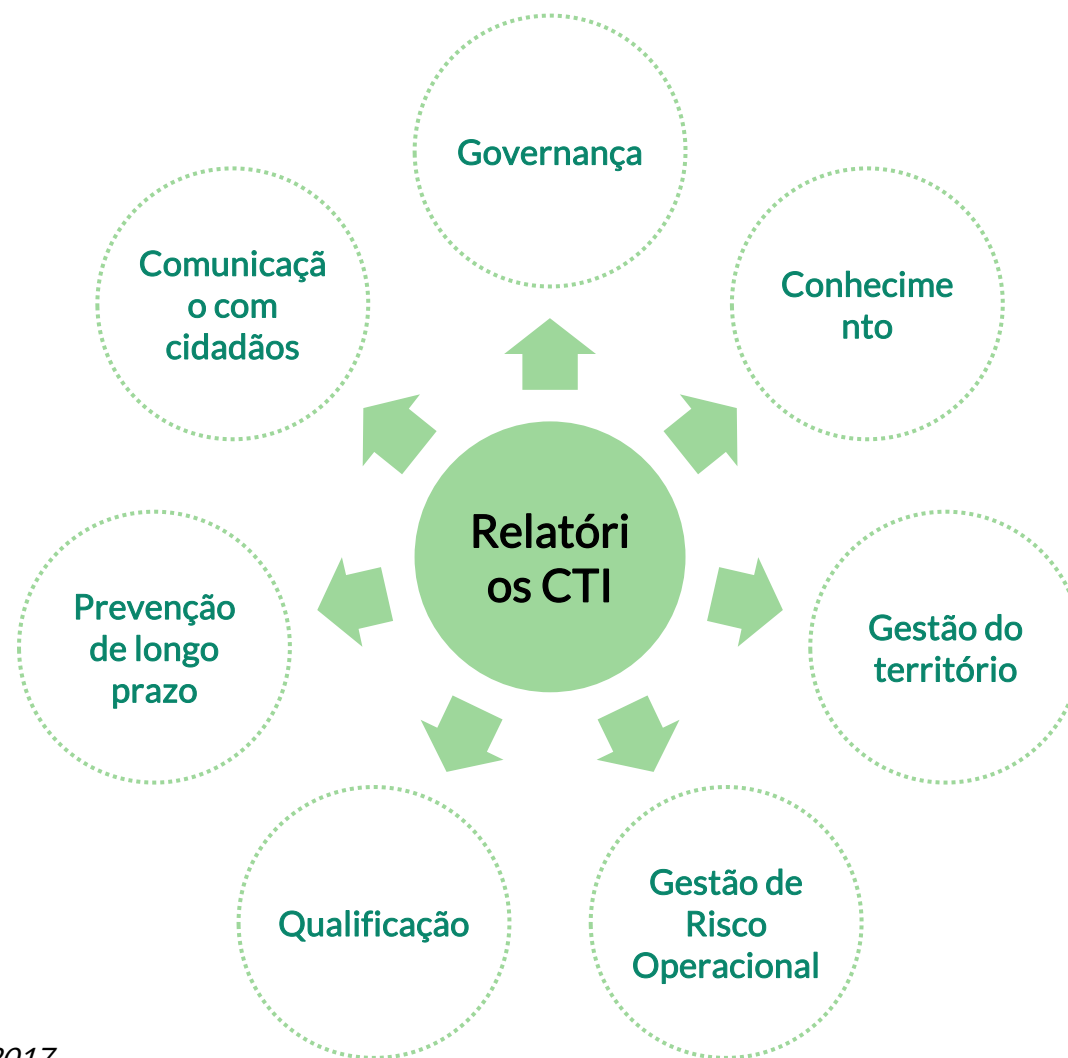 Governança
Comunicaçã
o com
cidadãos
Conhecime
nto
Relatóri
os CTI
Prevenção
de longo
prazo
Gestão do
território
Qualificação
Gestão de
Risco
Operacional
2017